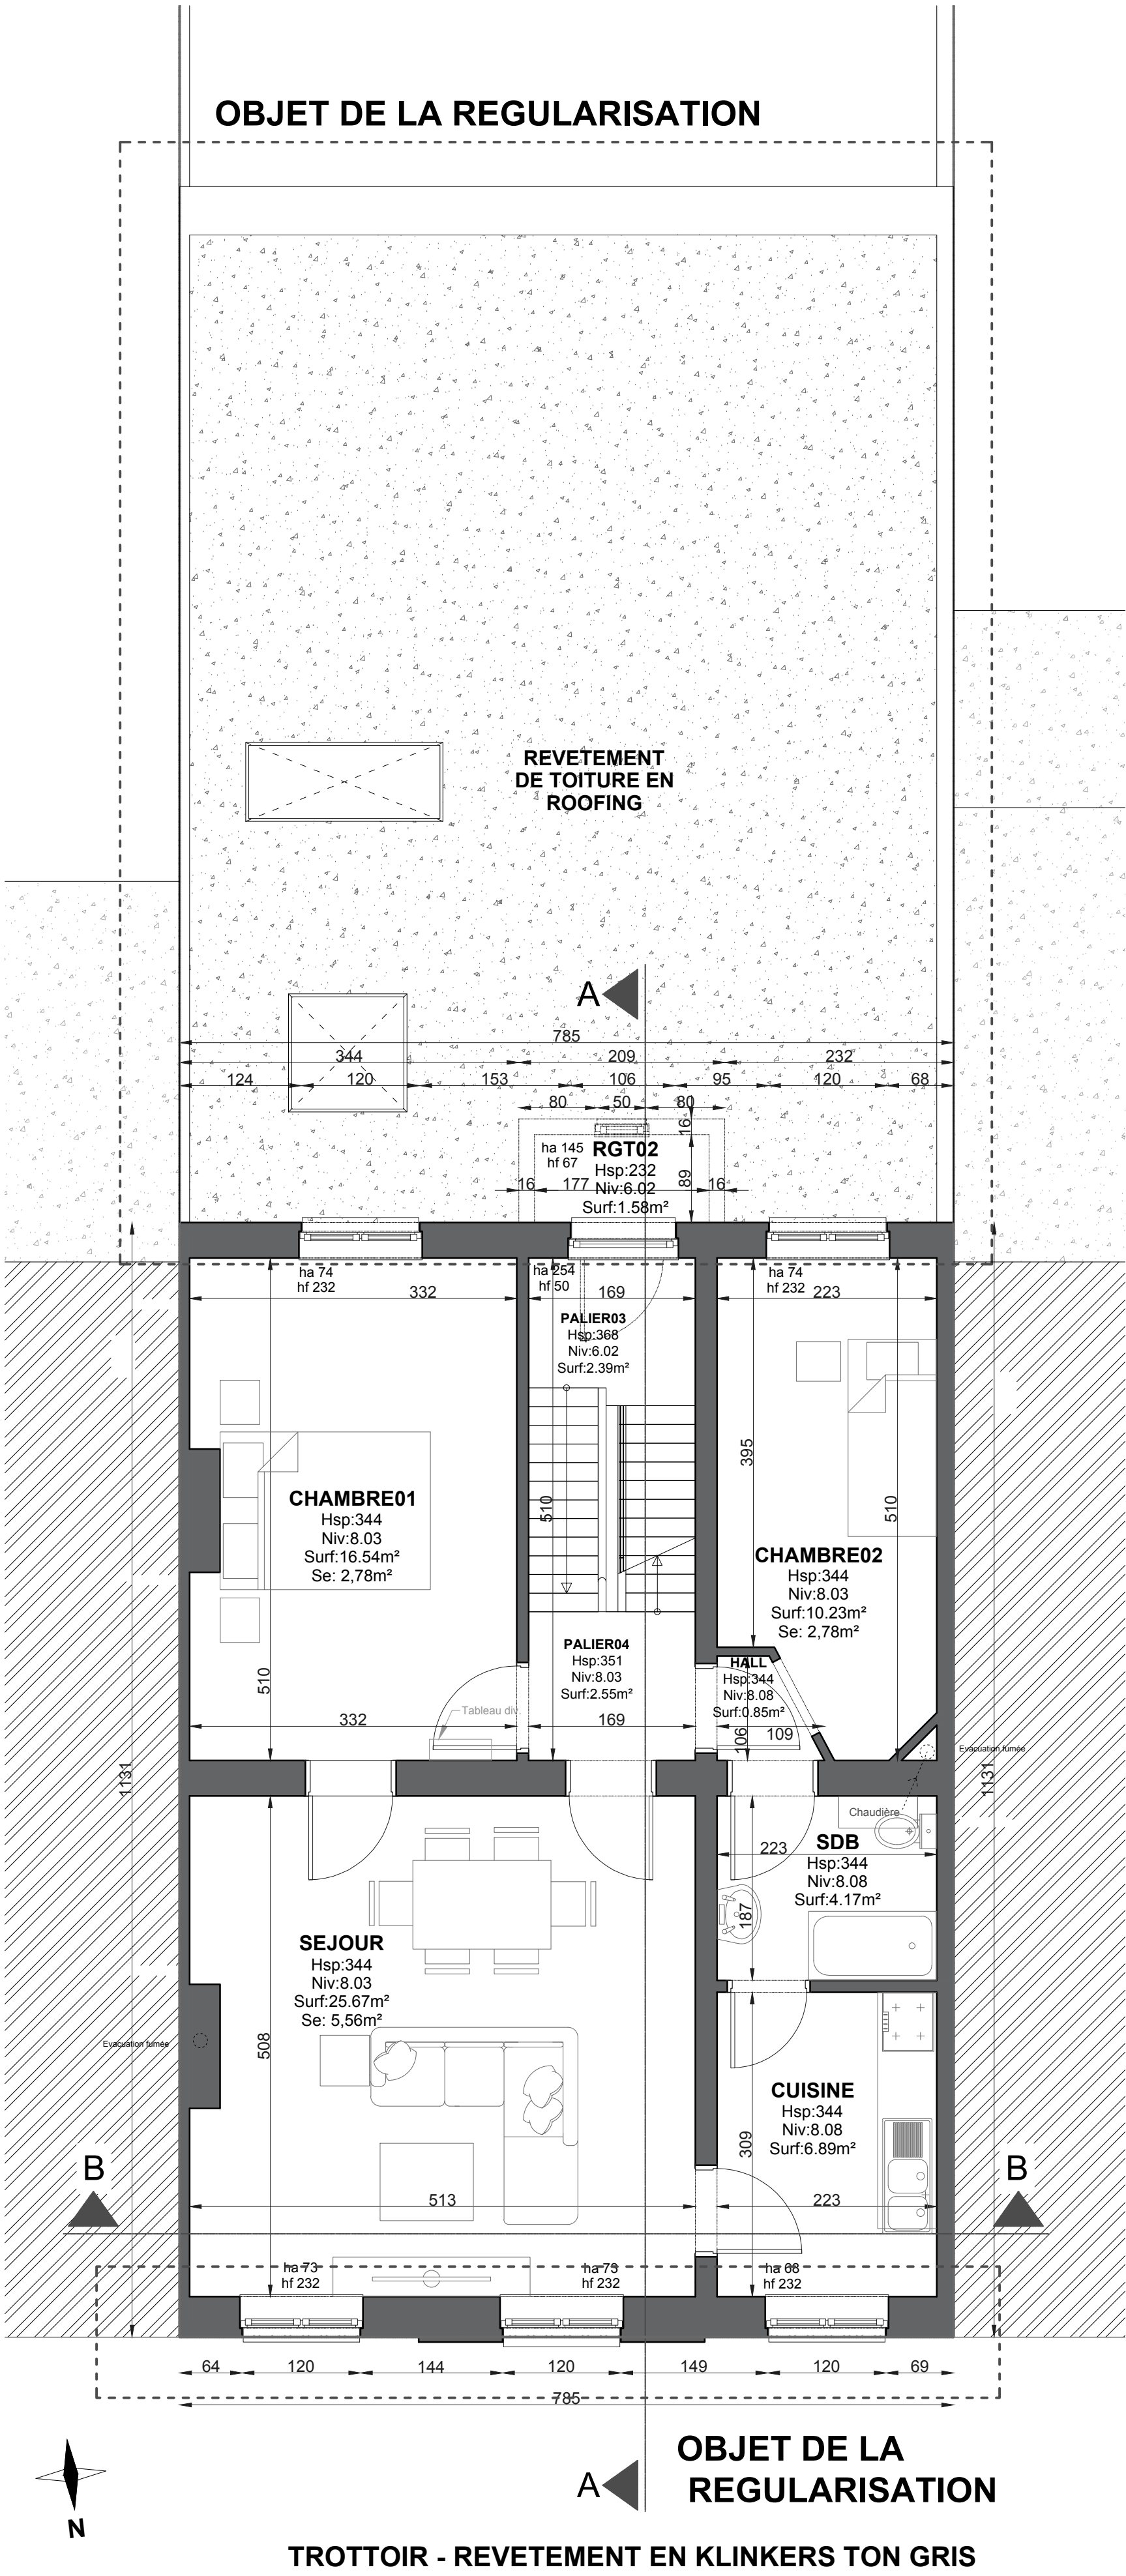 OBJET DE LA REGULARISATION
REVETEMENT
DE TOITURE EN
ROOFING
A
785
344 209 232
124 120 153 106 95 120 68
80 50 80
16
ha 145
hf 67
RGT02
Hsp:232
Niv:6.02
Surf:1.58m²
89
16 177 16
ha 74
hf 232
332
ha 254
hf 50
169
ha 74
hf 232
223
PALIER03
Hsp:368
Niv:6.02
Surf:2.39m²
395
510
510
CHAMBRE01
Hsp:344
Niv:8.03
Surf:16.54m²
Se: 2,78m²
CHAMBRE02
Hsp:344
Niv:8.03
Surf:10.23m²
Se: 2,78m²
PALIER04
Hsp:351
Niv:8.03
Surf:2.55m²
HALL
Hsp:344
Niv:8.08
Surf:0.85m²
510
Tableau div.
332
169
106
109
Evacuation fumée
1131
1131
Chaudière
SDB
Hsp:344
Niv:8.08
Surf:4.17m²
223
187
SEJOUR
Hsp:344
Niv:8.03
Surf:25.67m²
Se: 5,56m²
Evacuation fumée
508
CUISINE
Hsp:344
Niv:8.08
Surf:6.89m²
309
B
B
513
223
ha 73
hf 232
ha 73
hf 232
ha 68
hf 232
64 120 144 120 149 120 69
785
OBJET DE LA
REGULARISATION
A
N
TROTTOIR - REVETEMENT EN KLINKERS TON GRIS